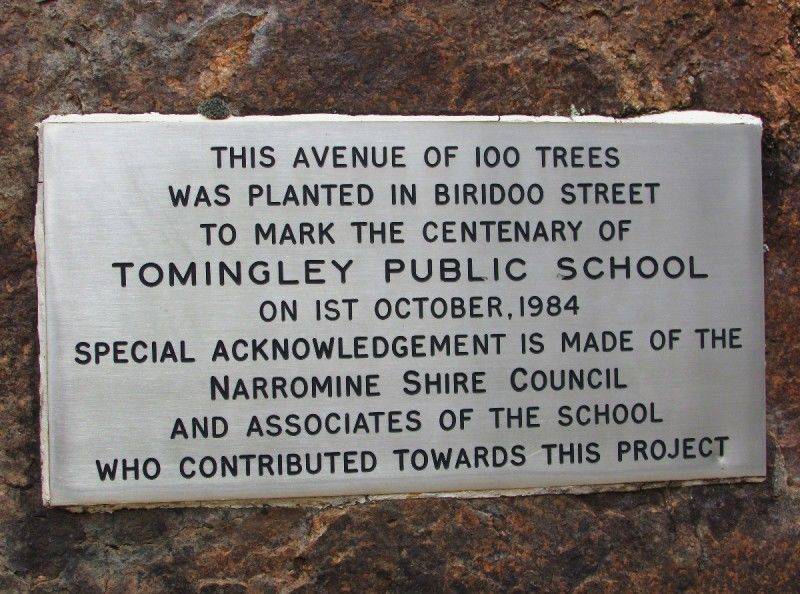 THIS AVENUE OF 100 TREES
WAS PLANTED IN BIRIDOO STREET
TO MARK THE CENTENARY OF
TOMINGLEY PUBLIC SCHOOL
ON 1ST OCTOBER, 1984
SPECIAL ACKNOWLEDGEMENT IS MADE OF THE
NARROMINE SHIRE COUNCIL
AND ASSOCIATES OF THE SCHOOL
WHO CONTRIBUTED TOWARDS THIS PROJECT